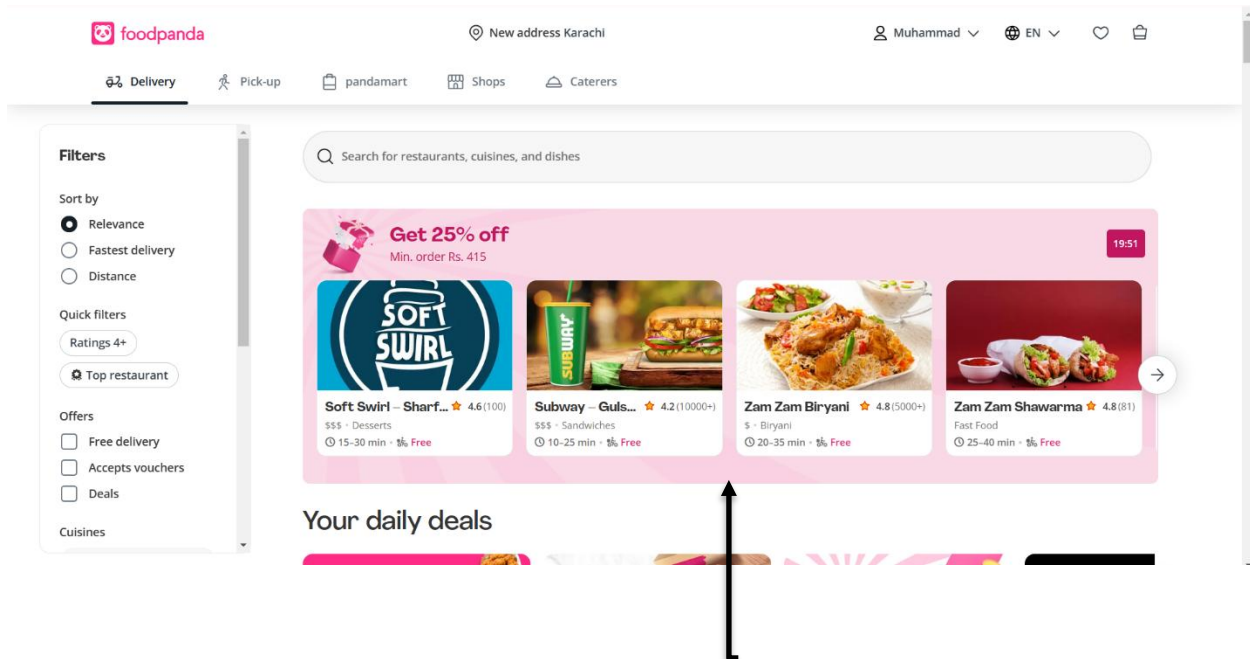 foodpanda
New address Karachi
Muhammad
EN
Delivery
Pick-up
pandamart
Shops
Caterers
Filters
Sort by
Relevance
Fastest delivery
Distance
Quick filters
Ratings 4+
Top restaurant
Offers
Free delivery
Accepts vouchers
Deals
Cuisines
Search for restaurants, cuisines, and dishes
Get 25% off
Min. order Rs. 415
19:51
SOFT
SWIRL
Soft Swirl – Sharf... 4.6 (100)
$$$ · Desserts
15–30 min · Free
SUBWAY
Subway – Guls... 4.2 (10000+)
$$$ · Sandwiches
10–25 min · Free
Zam Zam Biryani 4.8 (5000+)
$ · Biryani
20–35 min · Free
Zam Zam Shawarma 4.8 (81)
Fast Food
25–40 min · Free
Your daily deals